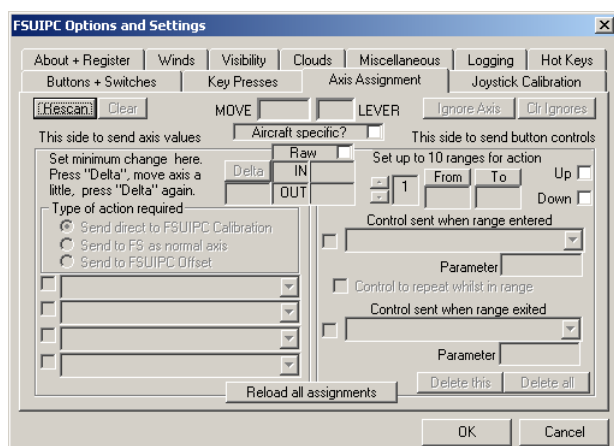 FSUIPC Options and Settings
About + Register Winds Visibility Clouds Miscellaneous Logging Hot Keys
Buttons + Switches Key Presses Axis Assignment Joystick Calibration
Rescan Clear MOVE LEVER Ignore Axis Clr Ignores
This side to send axis values Aircraft specific? This side to send button controls
Set minimum change here.
Press "Delta", move axis a
little, press "Delta" again.
Raw
Delta IN
OUT
Set up to 10 ranges for action
1 From To Up
Down
Type of action required
Send direct to FSUIPC Calibration
Send to FS as normal axis
Send to FSUIPC Offset
Control sent when range entered
Parameter
Control to repeat whilst in range
Control sent when range exited
Parameter
Delete this Delete all
Reload all assignments
OK Cancel